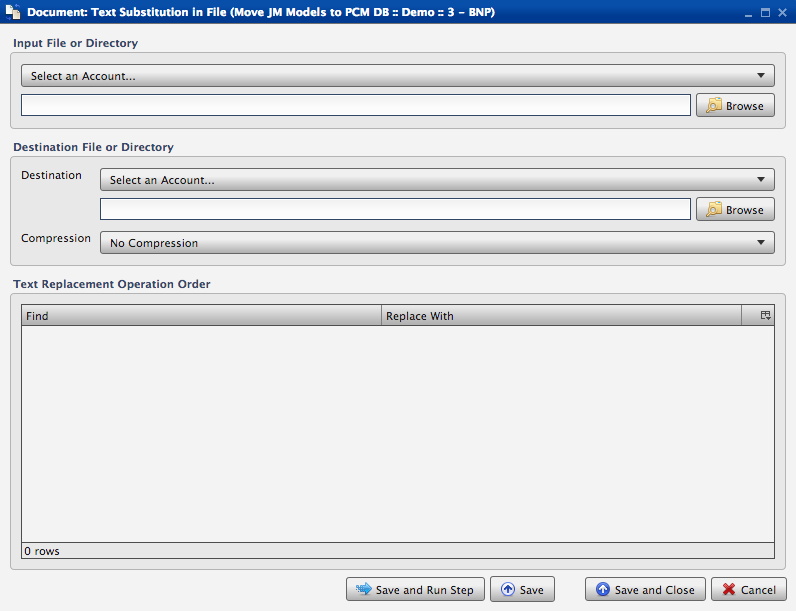 Document: Text Substitution in File (Move JM Models to PCM DB :: Demo :: 3 – BNP)
Input File or Directory
Select an Account...
Browse
Destination File or Directory
Destination
Select an Account...
Browse
Compression
No Compression
Text Replacement Operation Order
Find Replace With
0 rows
Save and Run Step Save Save and Close Cancel